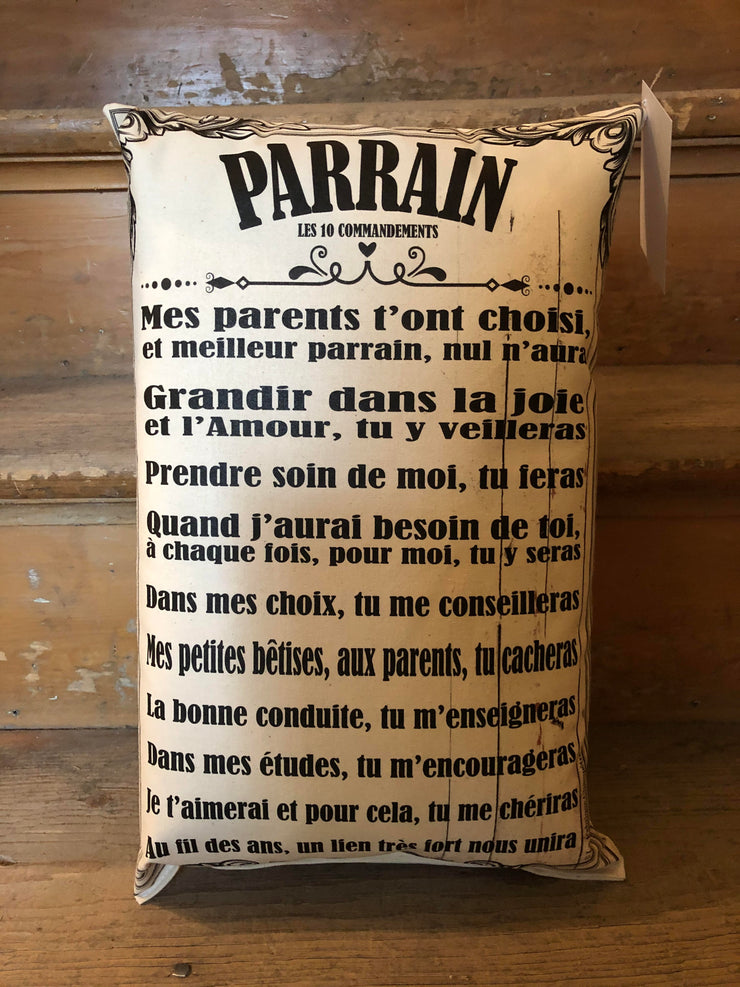 PARRAIN
LES 10 COMMANDEMENTS
Mes parents t'ont choisi,
et meilleur parrain, nul n'aura
Grandir dans la joie
et l'Amour, tu y veilleras
Prendre soin de moi, tu feras
Quand j'aurai besoin de toi,
à chaque fois, pour moi, tu y seras
Dans mes choix, tu me conseilleras
Mes petites bêtises, aux parents, tu cacheras
La bonne conduite, tu m'enseigneras
Dans mes études, tu m'encourageras
Je t'aimerai et pour cela, tu me chériras
Au fil des ans, un lien très fort nous unira